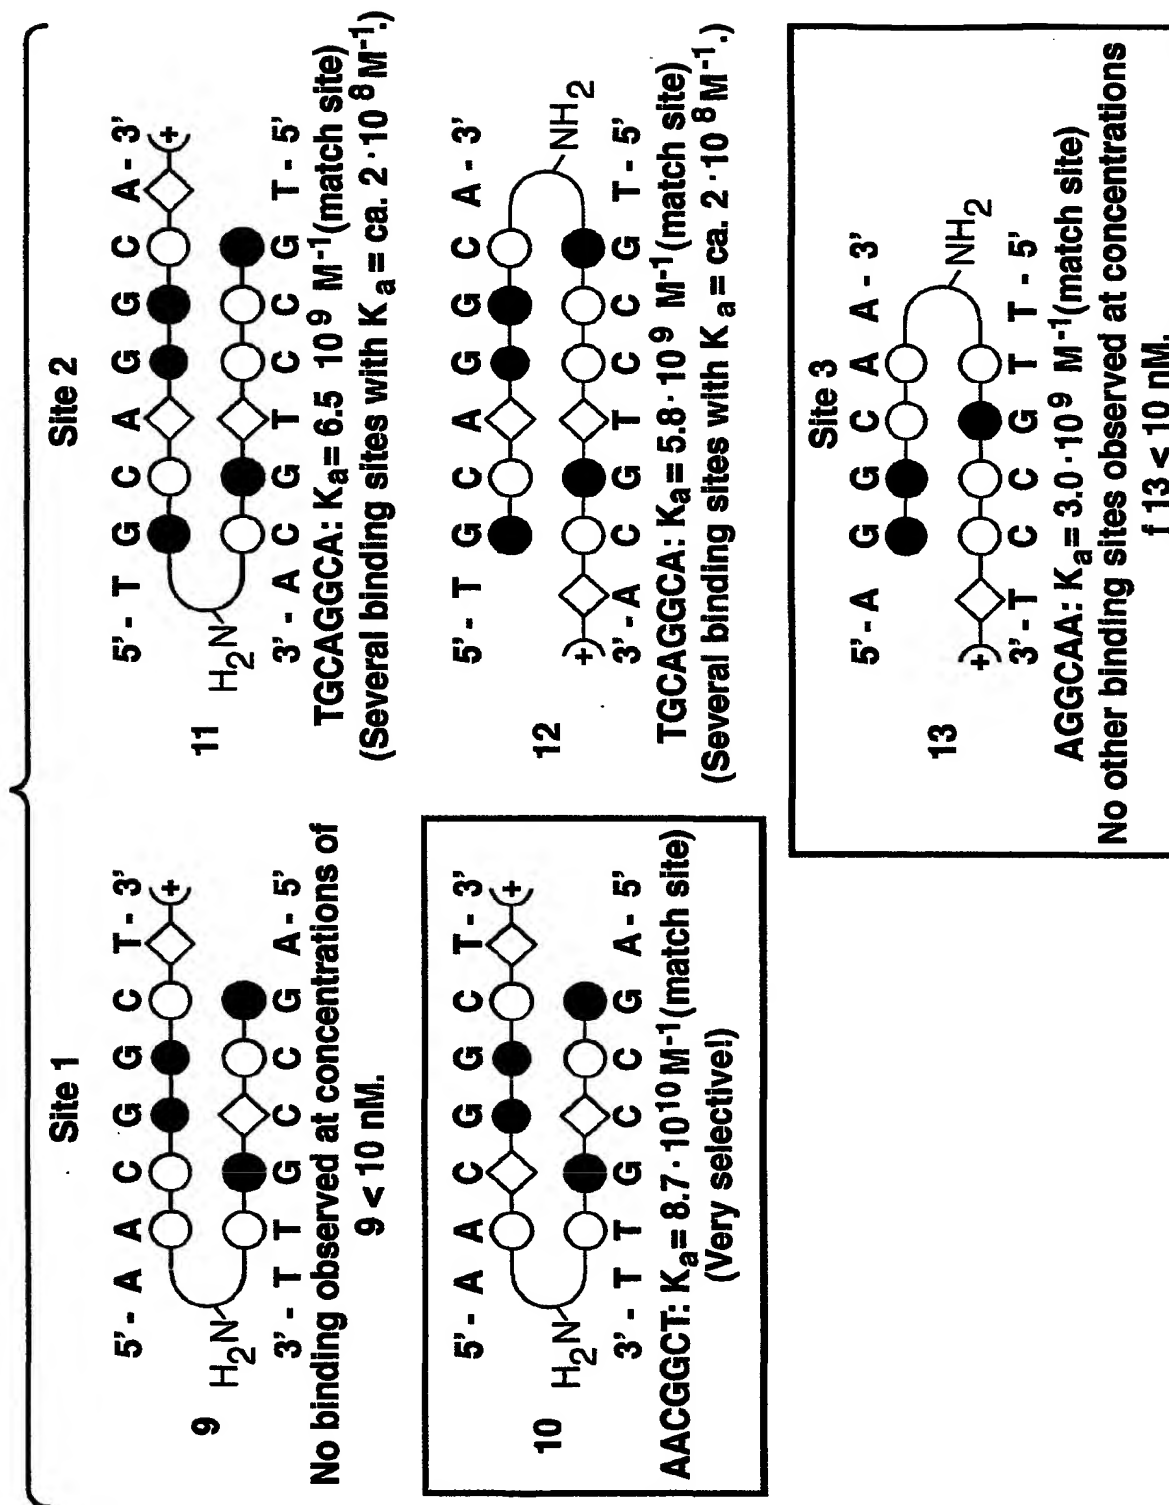 Site 1
5'- A A C G G C T - 3'
(+
9
H2N
3'- T T G C C G A - 5'
No binding observed at concentrations of
9 < 10 nM.
5'- A A C G G C T - 3'
(+
10
H2N
3'- T T G C C G A - 5'
AACGGCT: Ka= 8.7·10^10 M^-1(match site)
(Very selective!)
Site 2
5'- T G C A G G C A - 3'
(+
11
H2N
3'- A C G T C C G T - 5'
TGCAGGCA: Ka= 6.5 10^9 M^-1(match site)
(Several binding sites with Ka= ca. 2·10^8 M^-1.)
5'- T G C A G G C A - 3'
12
NH2
+)
3'- A C G T C C G T - 5'
TGCAGGCA: Ka= 5.8·10^9 M^-1(match site)
(Several binding sites with Ka= ca. 2·10^8 M^-1.)
Site 3
5'- A G G C A A - 3'
13
NH2
+)
3'- T C C G T T - 5'
AGGCAA: Ka= 3.0·10^9 M^-1(match site)
No other binding sites observed at concentrations
f 13 < 10 nM.